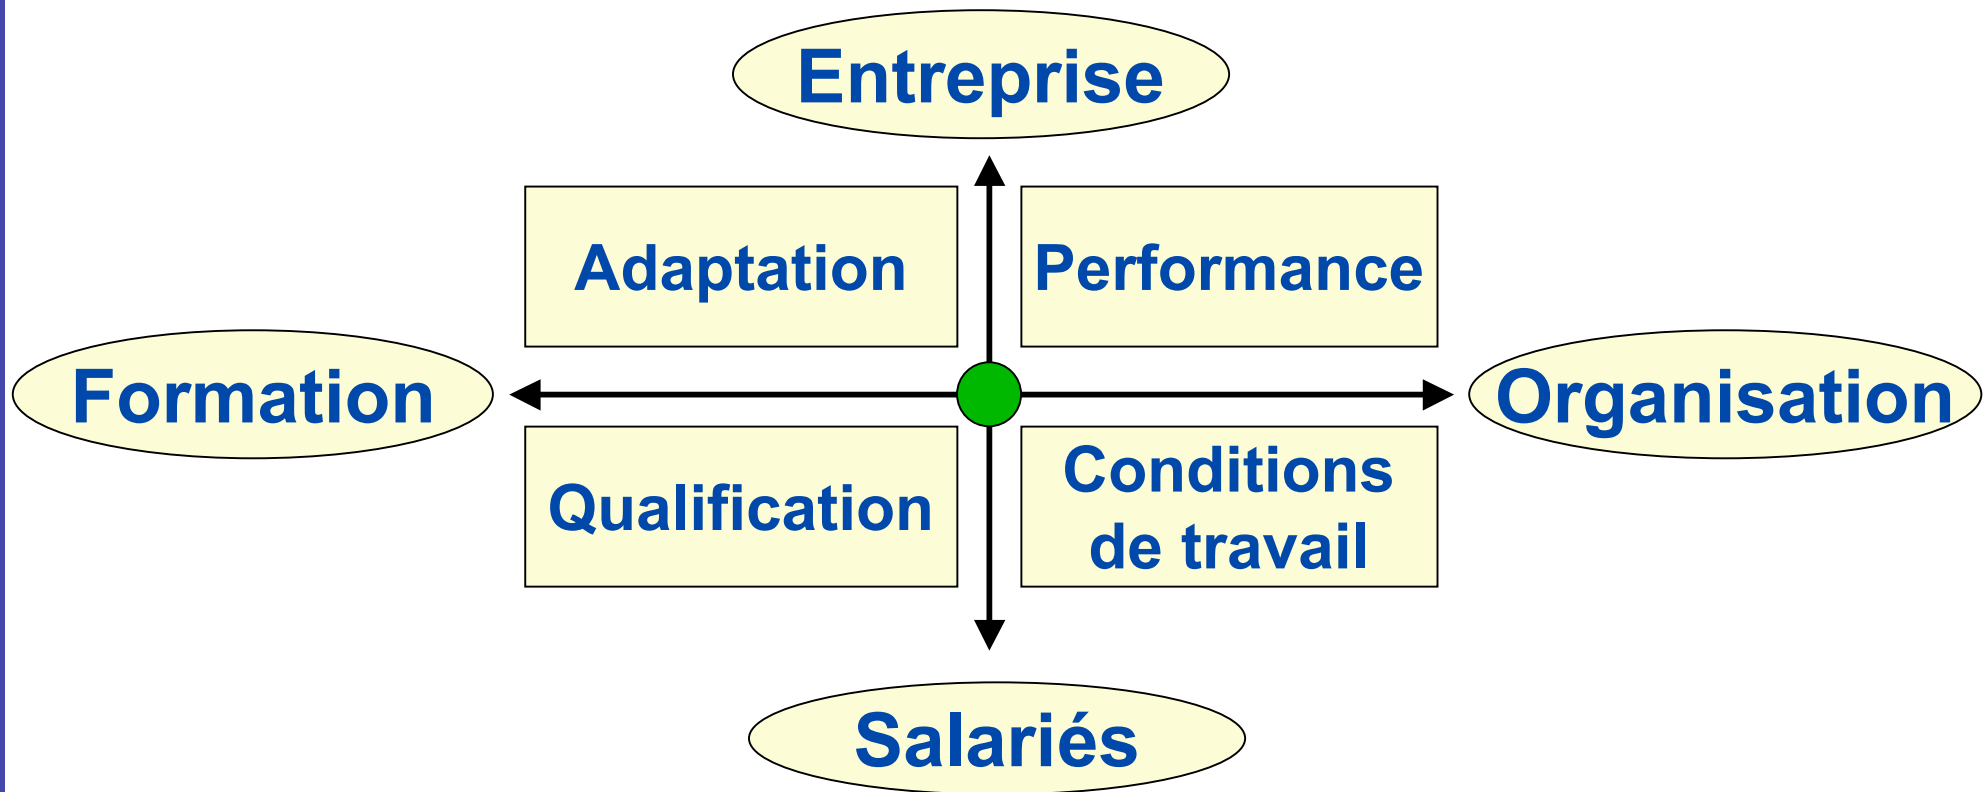 Entreprise
Adaptation
Performance
Formation
Organisation
Qualification
Conditions
de travail
Salariés